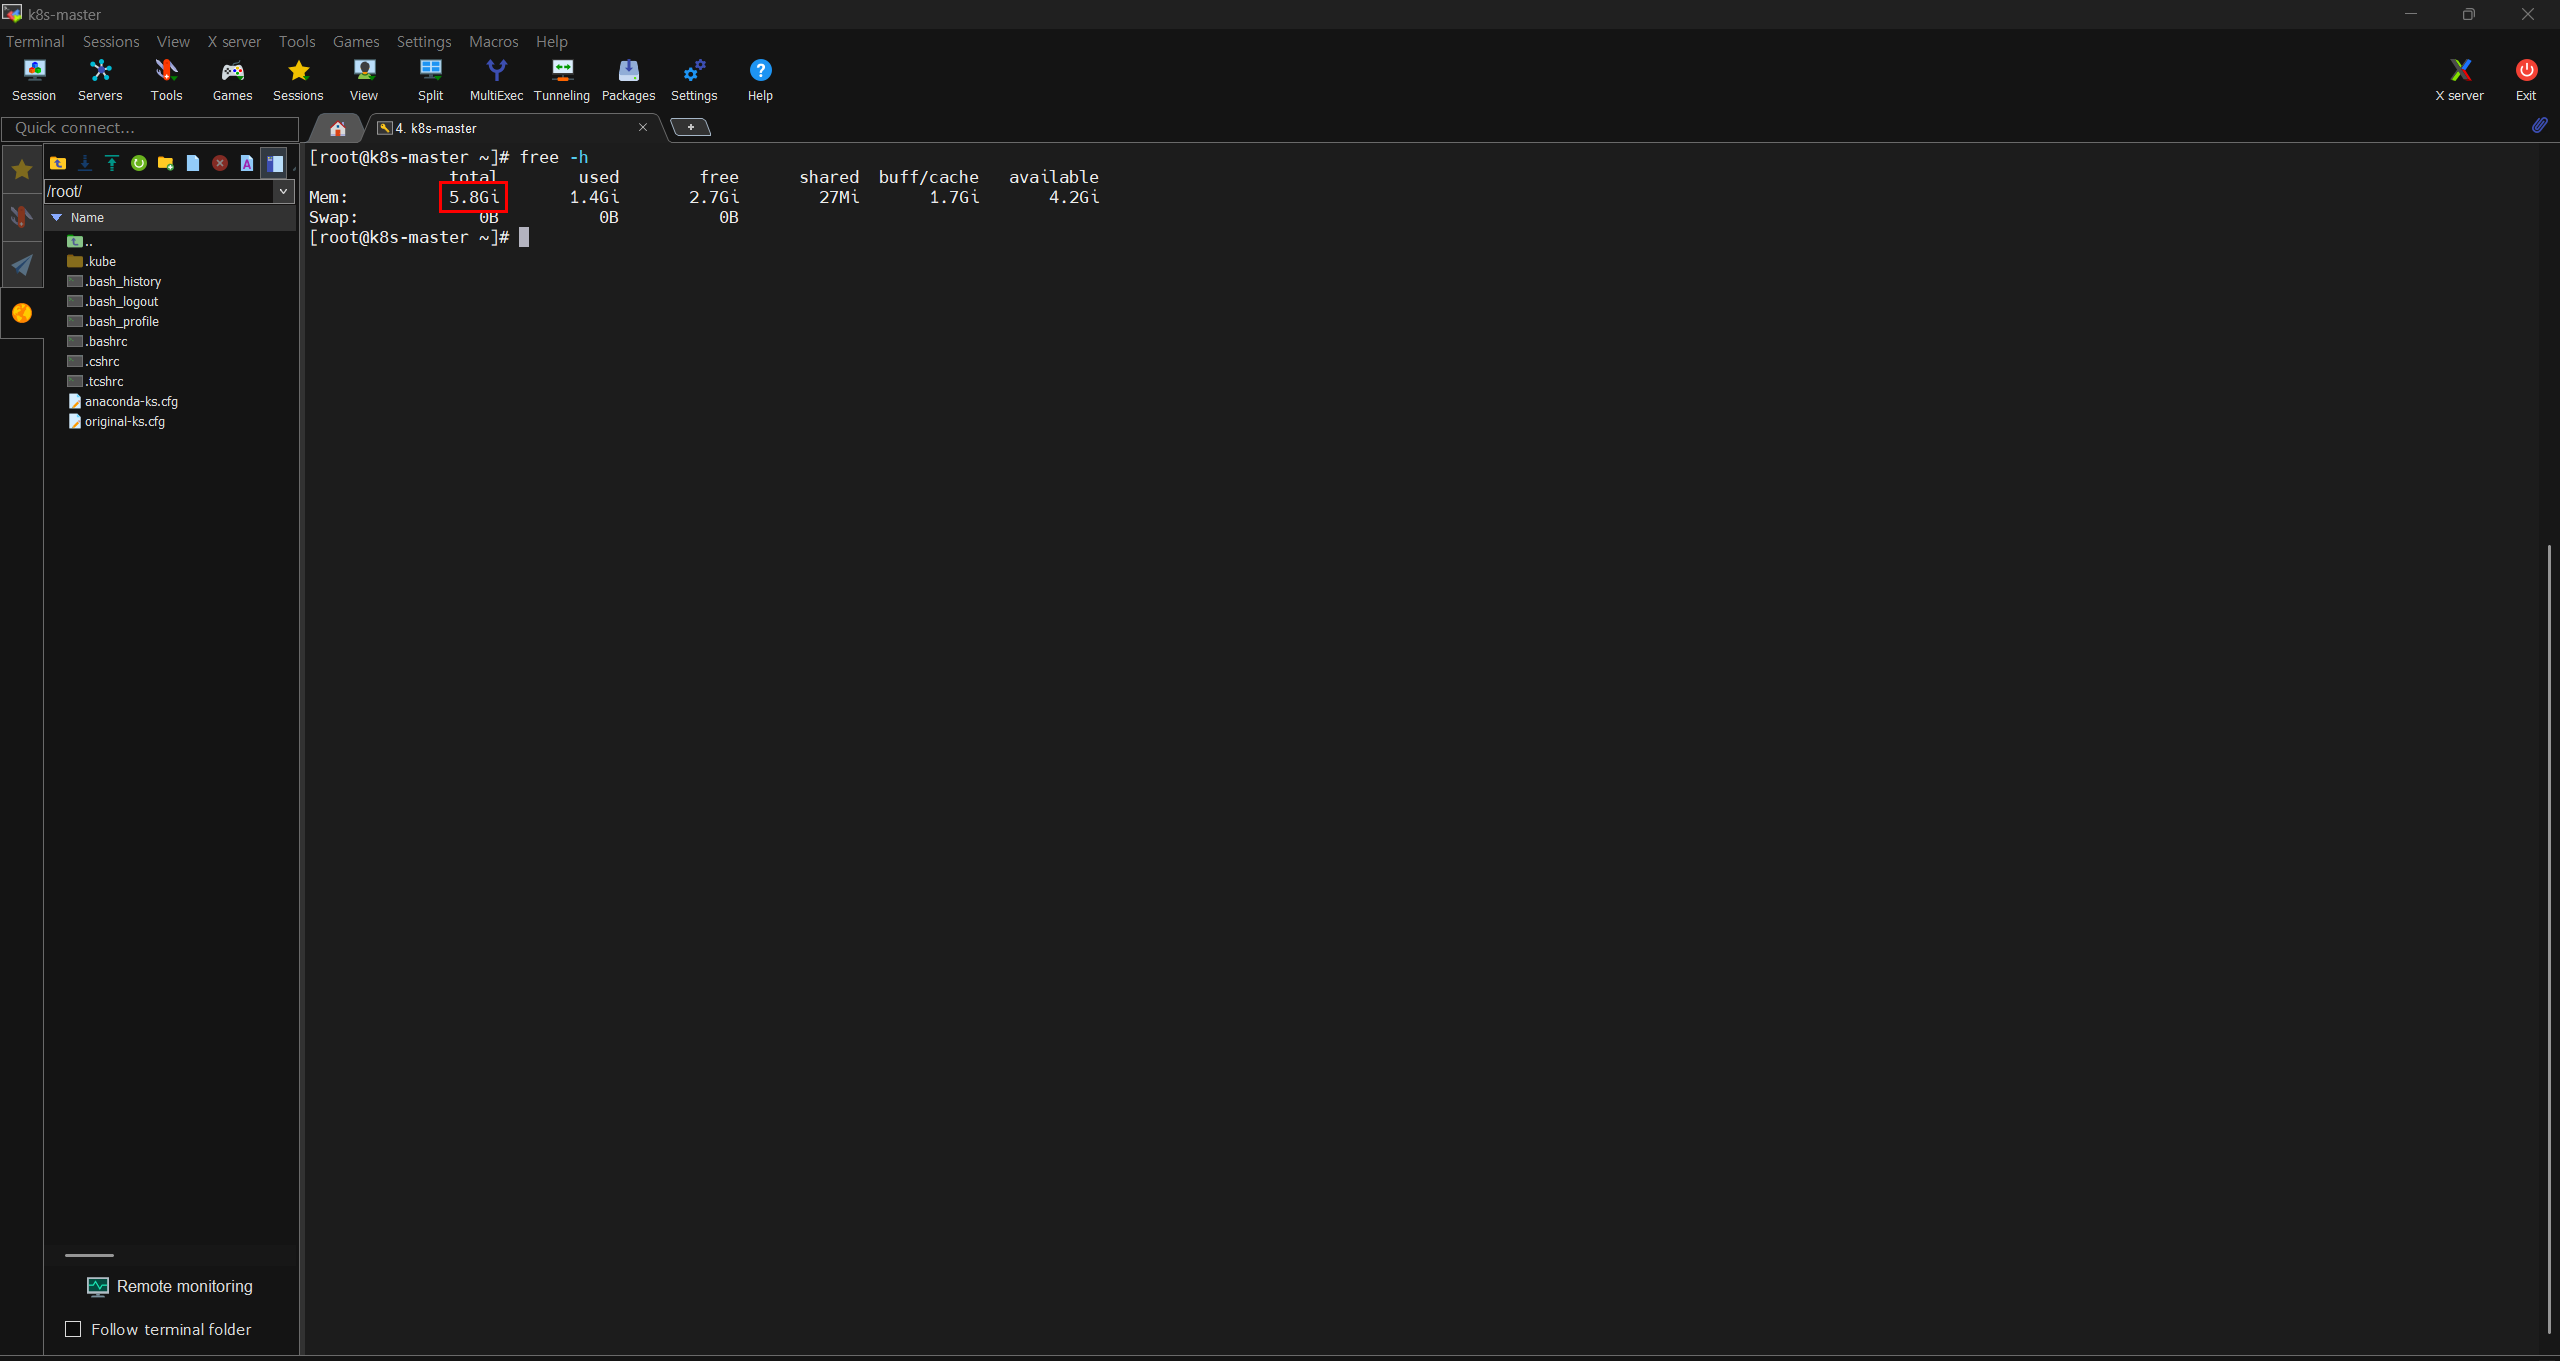 k8s-master
Terminal Sessions View X server Tools Games Settings Macros Help
Session Servers Tools Games Sessions View Split MultiExec Tunneling Packages Settings Help X server Exit
Quick connect...
4. k8s-master
/root/
Name
..
.kube
.bash_history
.bash_logout
.bash_profile
.bashrc
.cshrc
.tcshrc
anaconda-ks.cfg
original-ks.cfg
Remote monitoring
Follow terminal folder
[root@k8s-master ~]# free -h
total used free shared buff/cache available
Mem: 5.8Gi 1.4Gi 2.7Gi 27Mi 1.7Gi 4.2Gi
Swap: 0B 0B 0B
[root@k8s-master ~]#